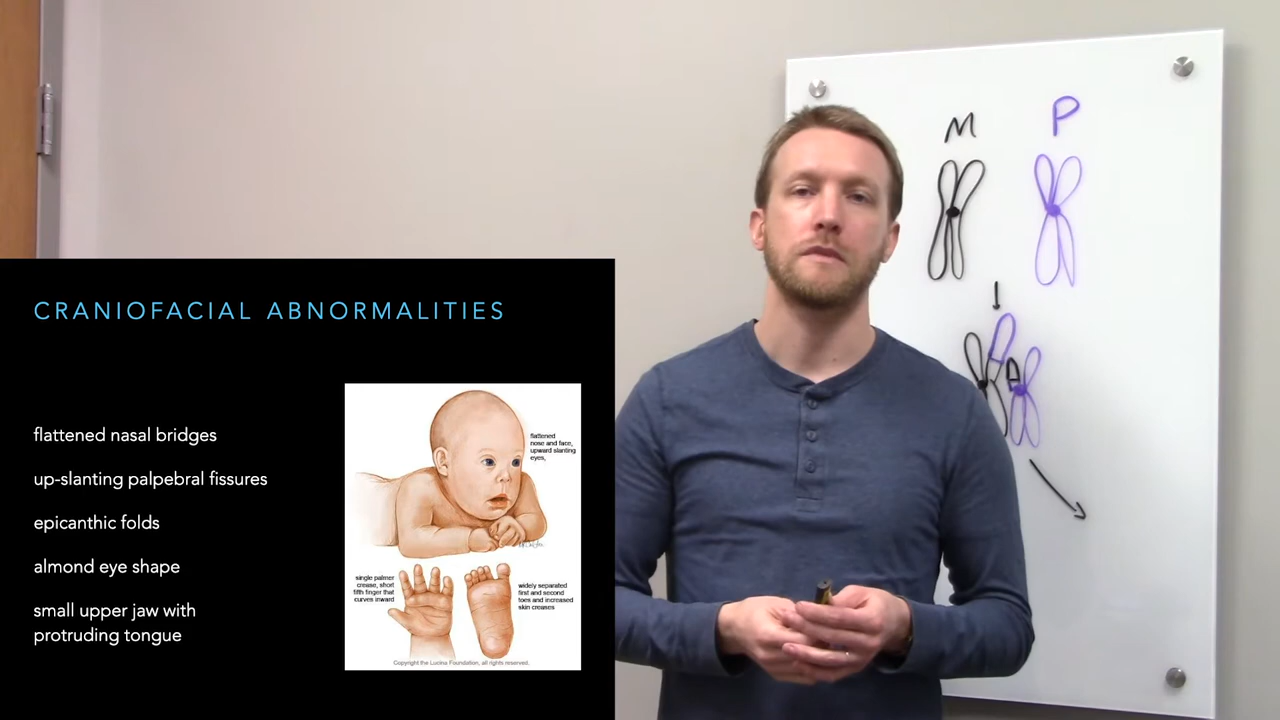 CRANIOFACIAL ABNORMALITIES
flattened nasal bridges
up-slanting palpebral fissures
epicanthic folds
almond eye shape
small upper jaw with
protruding tongue
flattened
nose and face,
upward slanting
eyes,
single palmer
crease, short
fifth finger that
curves inward
widely separated
first and second
toes and increased
skin creases
Copyright the Lucina Foundation, all rights reserved.
M
P